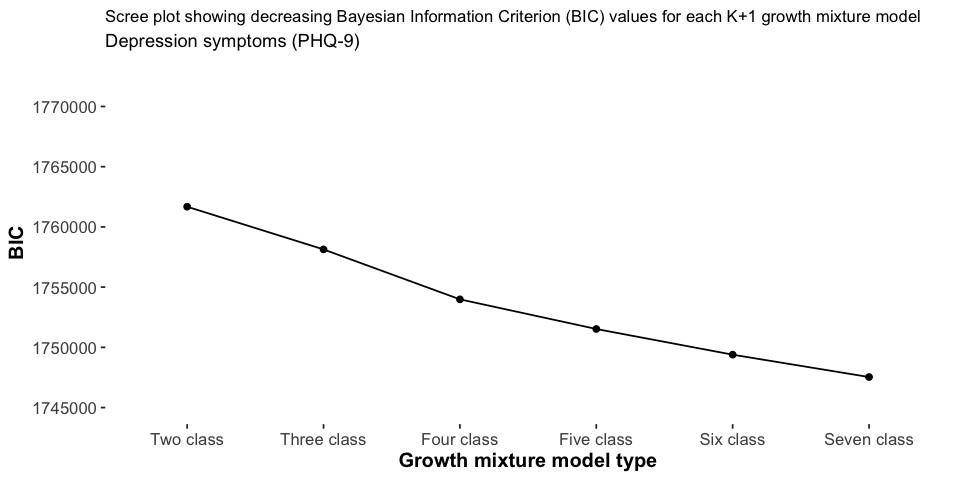 Scree plot showing decreasing Bayesian Information Criterion (BIC) values for each K+1 growth mixture model
Depression symptoms (PHQ-9)
1770000
1765000
1760000
1755000
1750000
1745000
BIC
Two class
Three class
Four class
Five class
Six class
Seven class
Growth mixture model type